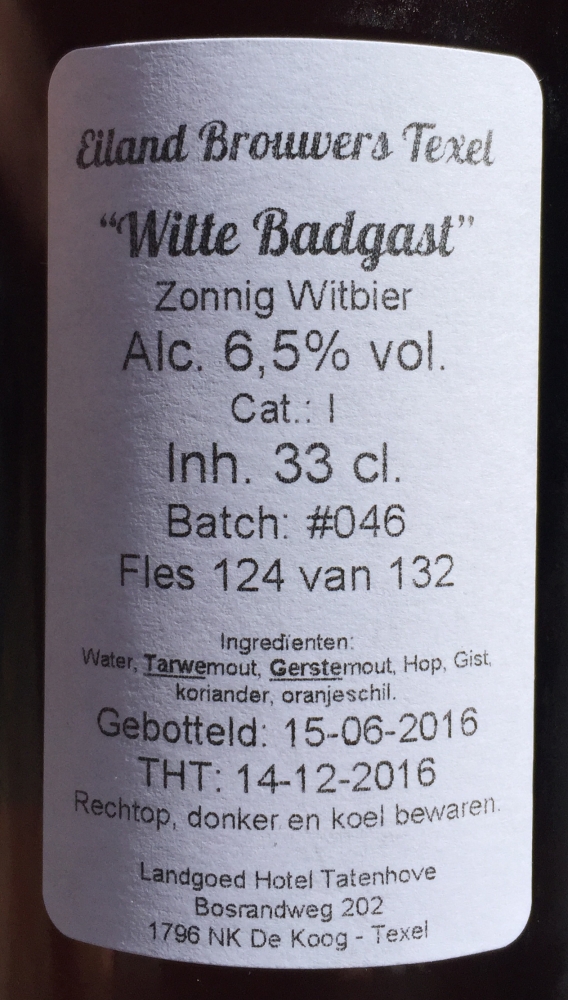 Eiland Brouwers Texel
“Witte Badgast”
Zonnig Witbier
Alc. 6,5% vol.
Cat.: I
Inh. 33 cl.
Batch: #046
Fles 124 van 132
Ingredïenten:
Water, Tarwemout, Gerstemout, Hop, Gist,
koriander, oranjeschil.
Gebotteld: 15-06-2016
THT: 14-12-2016
Rechtop, donker en koel bewaren.
Landgoed Hotel Tatenhove
Bosrandweg 202
1796 NK De Koog - Texel